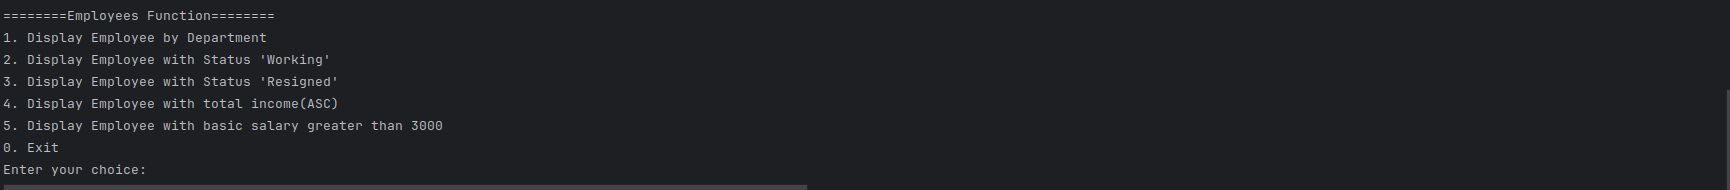 ========Employees Function========
1. Display Employee by Department
2. Display Employee with Status 'Working'
3. Display Employee with Status 'Resigned'
4. Display Employee with total income(ASC)
5. Display Employee with basic salary greater than 3000
0. Exit
Enter your choice: